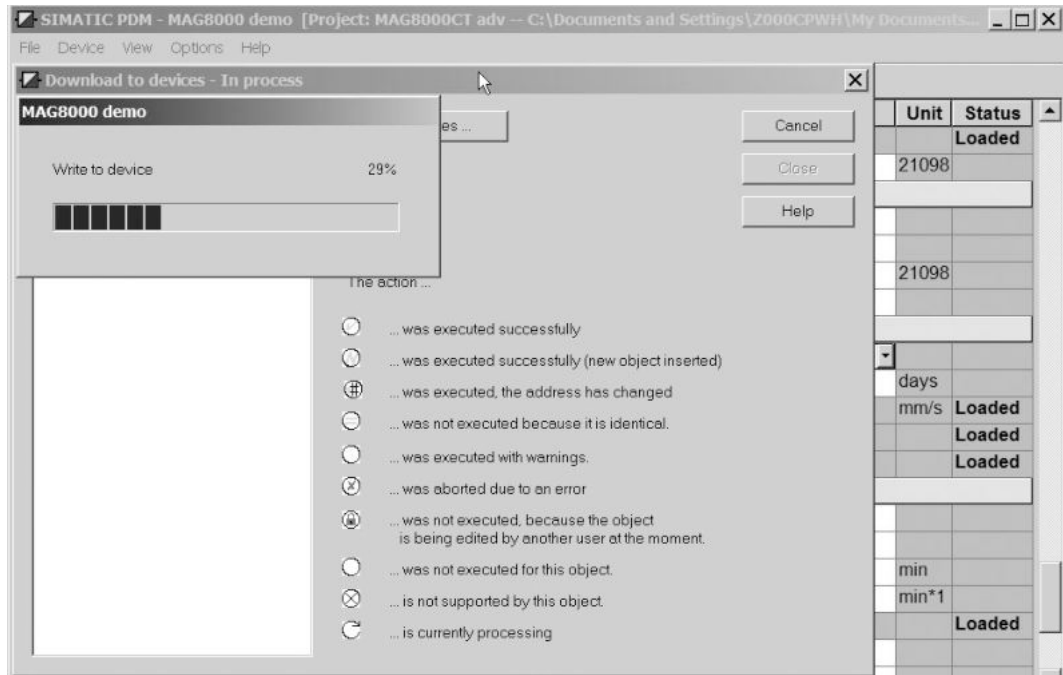 SIMATIC PDM - MAG8000 demo [Project: MAG8000CT adv -- C:\Documents and Settings\Z000CPWH\My Documents...
File Device View Options Help
Download to devices - In process
MAG8000 demo
es ...
Cancel
Write to device 29%
Close
Help
The action ...
... was executed successfully
... was executed successfully (new object inserted)
... was executed, the address has changed
... was not executed because it is identical.
... was executed with warnings.
... was aborted due to an error
... was not executed, because the object
is being edited by another user at the moment.
... was not executed for this object.
... is not supported by this object.
... is currently processing
Unit Status
Loaded
21098
21098
days
mm/s Loaded
Loaded
Loaded
min
min*1
Loaded